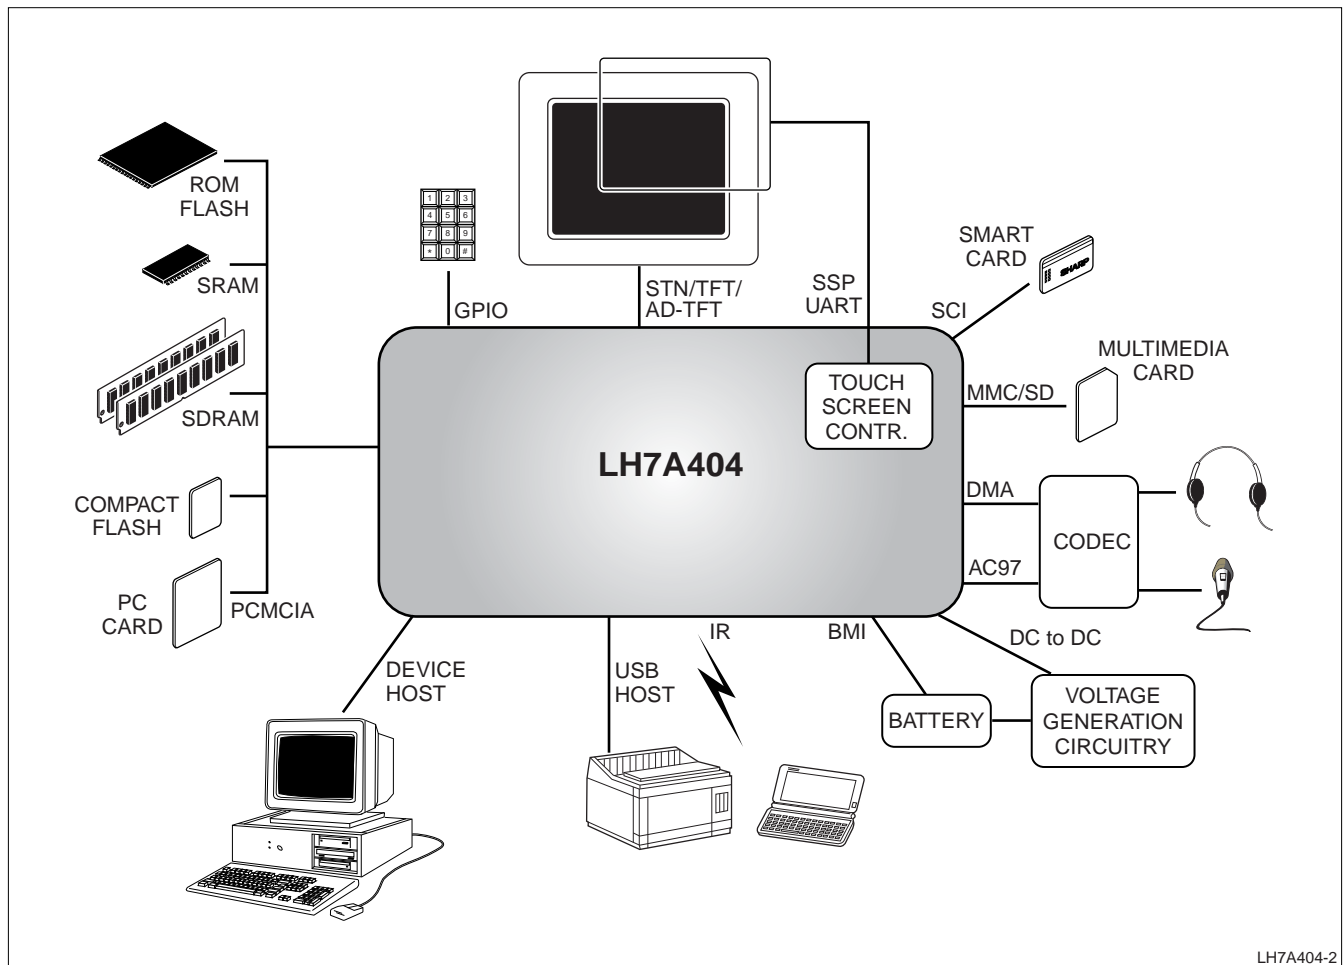 ROM
FLASH
SRAM
SDRAM
COMPACT
FLASH
PC
CARD
PCMCIA
1 2 3
4 5 6
7 8 9
* 0 #
GPIO
STN/TFT/
AD-TFT
SSP
UART
SCI
SMART
CARD
SHARP
MULTIMEDIA
CARD
MMC/SD
TOUCH
SCREEN
CONTR.
LH7A404
DMA
CODEC
AC97
DEVICE
HOST
USB
HOST
IR
BMI
DC to DC
BATTERY
VOLTAGE
GENERATION
CIRCUITRY
LH7A404-2